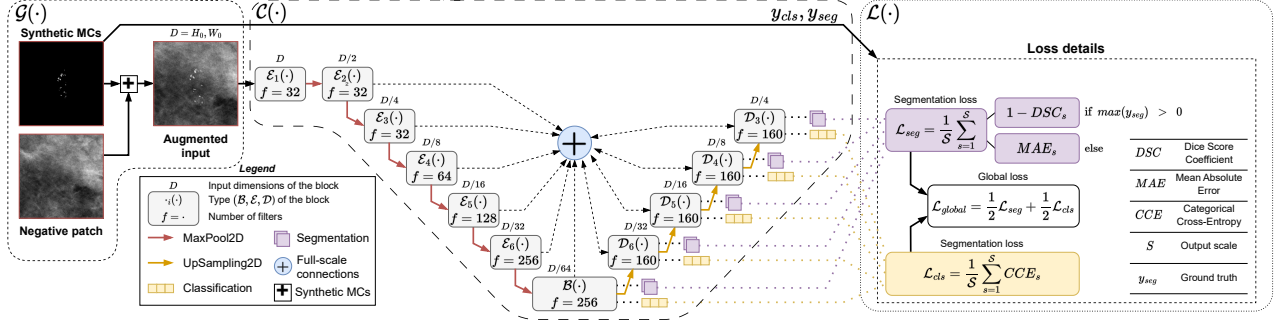 G(·)
Synthetic MCs
D = H₀, W₀
Augmented
input
Negative patch
C(·)
y_cls, y_seg
D
ℰ₁(·)
f = 32
D/2
ℰ₂(·)
f = 32
D/4
ℰ₃(·)
f = 32
D/8
ℰ₄(·)
f = 64
D/16
ℰ₅(·)
f = 128
D/32
ℰ₆(·)
f = 256
D/64
ℬ(·)
f = 256
D/32
𝒟₆(·)
f = 160
D/16
𝒟₅(·)
f = 160
D/8
𝒟₄(·)
f = 160
D/4
𝒟₃(·)
f = 160
Legend
D
·ᵢ(·)
f = ·
Input dimensions of the block
Type (ℬ, ℰ, 𝒟) of the block
Number of filters
MaxPool2D
UpSampling2D
Classification
Segmentation
Full-scale
connections
Synthetic MCs
ℒ(·)
Loss details
Segmentation loss
ℒ_seg = 1/S ∑_{s=1}^{S}
1 − DSC_s
if max(y_seg) > 0
MAE_s
else
Global loss
ℒ_global = 1/2 ℒ_seg + 1/2 ℒ_cls
Segmentation loss
ℒ_cls = 1/S ∑_{s=1}^{S} CCE_s
DSC Dice Score
Coefficient
MAE Mean Absolute
Error
CCE Categorical
Cross-Entropy
S Output scale
y_seg Ground truth